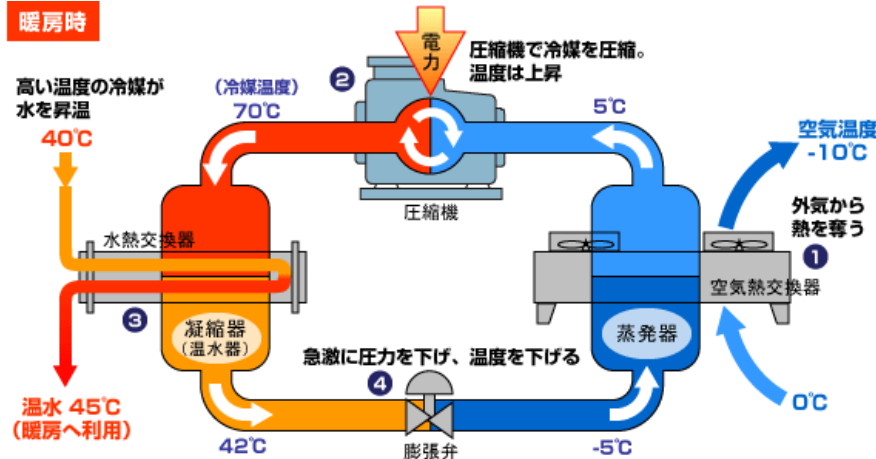 暖房時
高い温度の冷媒が
水を昇温
40℃
(冷媒温度)
70℃
❷
電力
圧縮機で冷媒を圧縮。
温度は上昇
圧縮機
5℃
空気温度
-10℃
外気から
熱を奪う
❶
空気熱交換器
水熱交換器
❸
凝縮器
(温水器)
蒸発器
急激に圧力を下げ、温度を下げる
❹
温水 45℃
(暖房へ利用)
42℃
膨張弁
-5℃
0℃